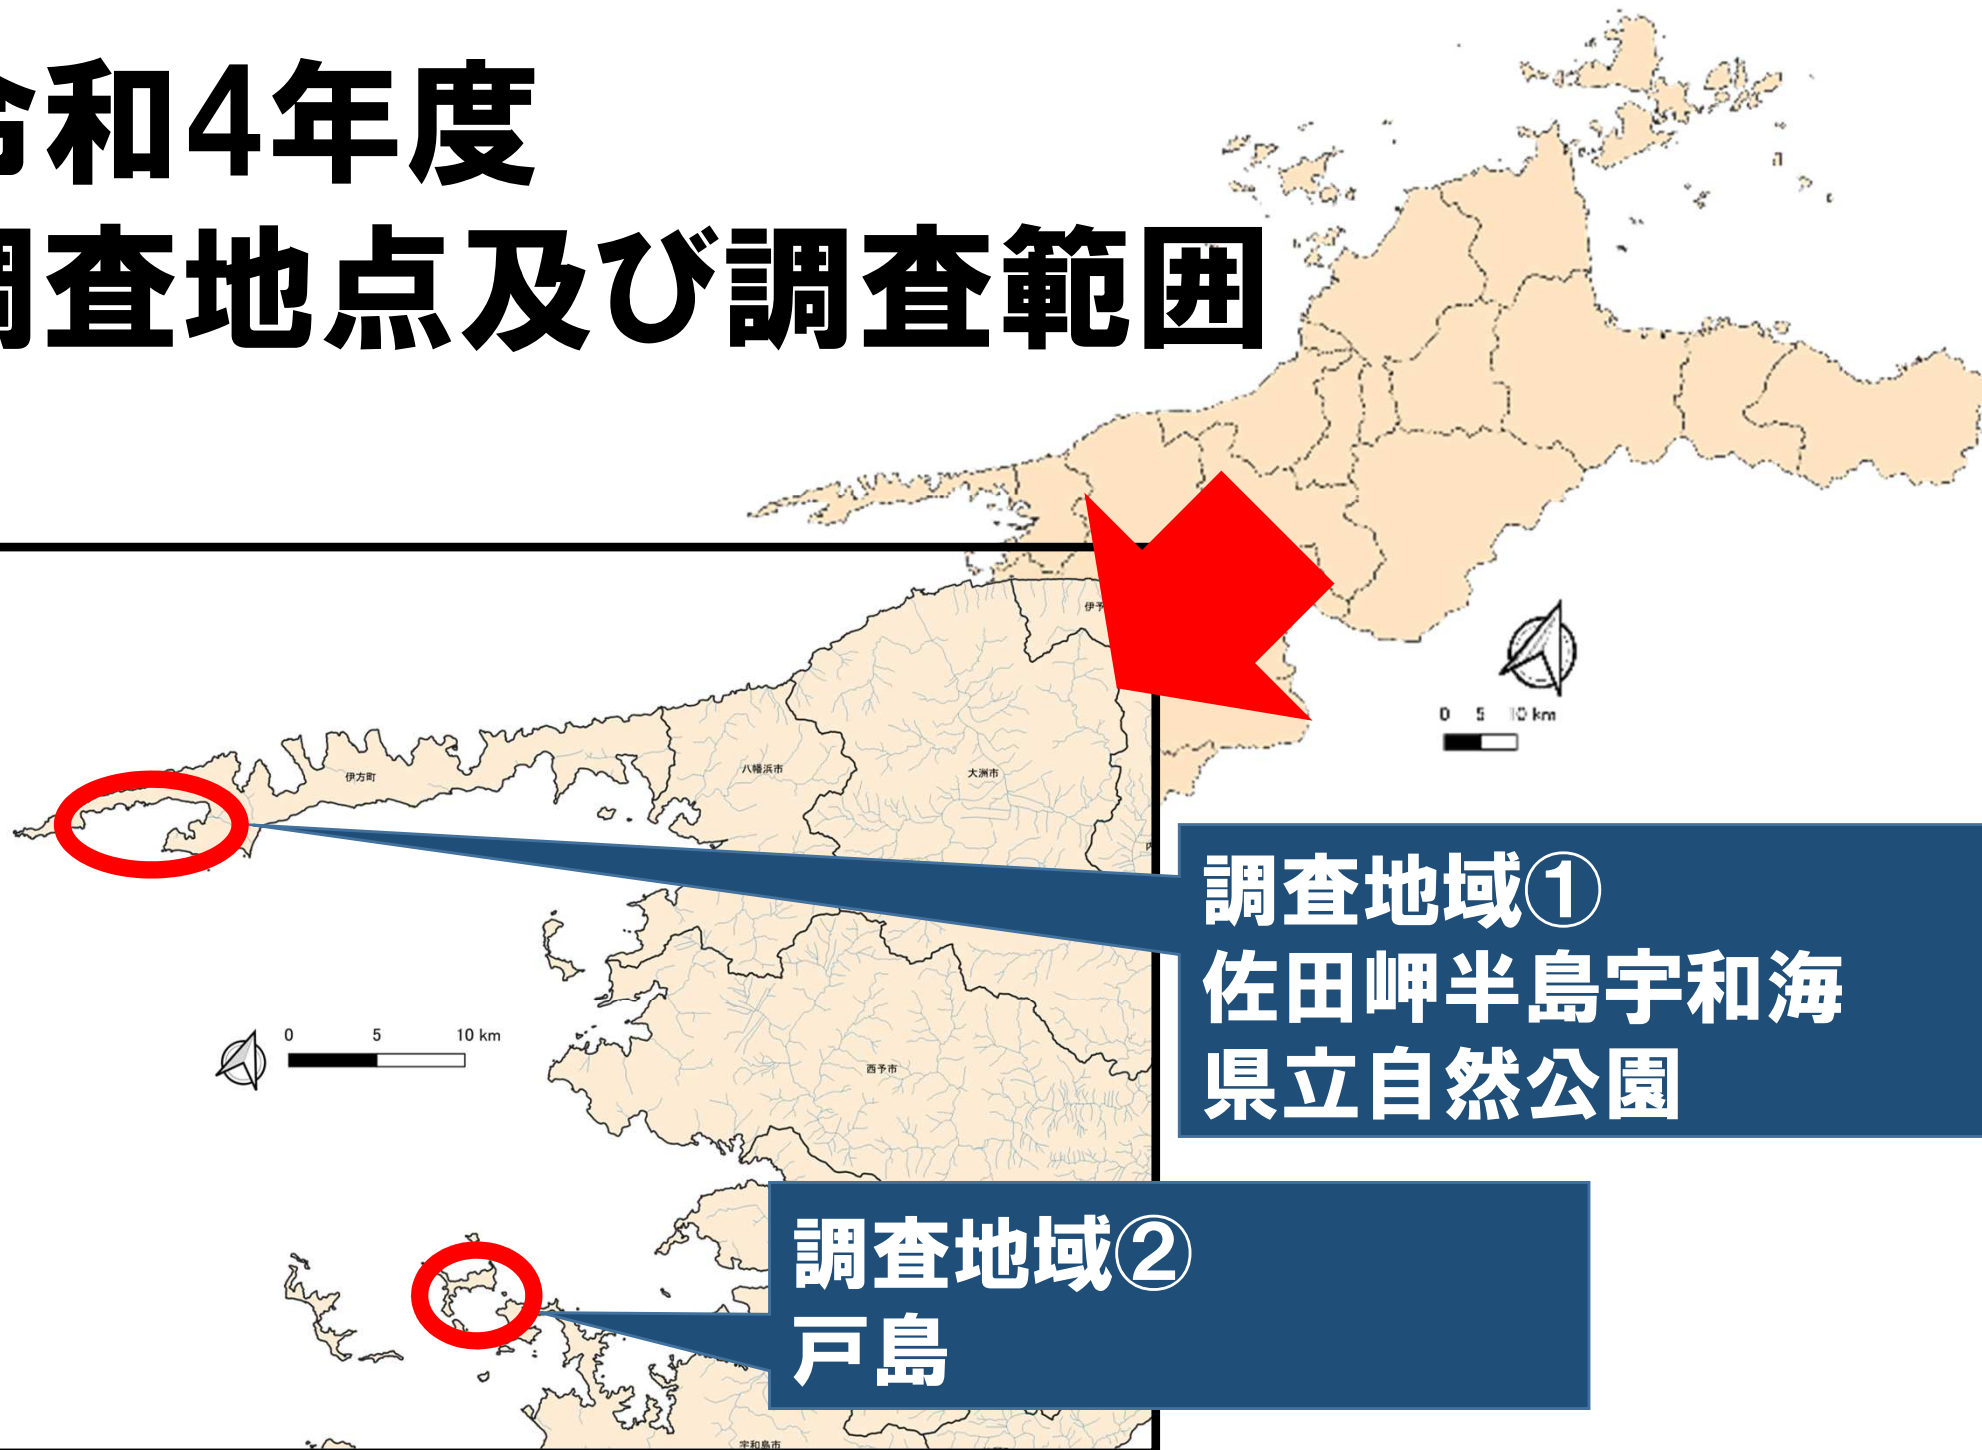 令和4年度
調査地点及び調査範囲
0 5 10 km
伊予
伊方町
八幡浜市
大洲市
調査地域①
佐田岬半島宇和海
県立自然公園
0 5 10 km
西予市
調査地域②
戸島
宇和島市